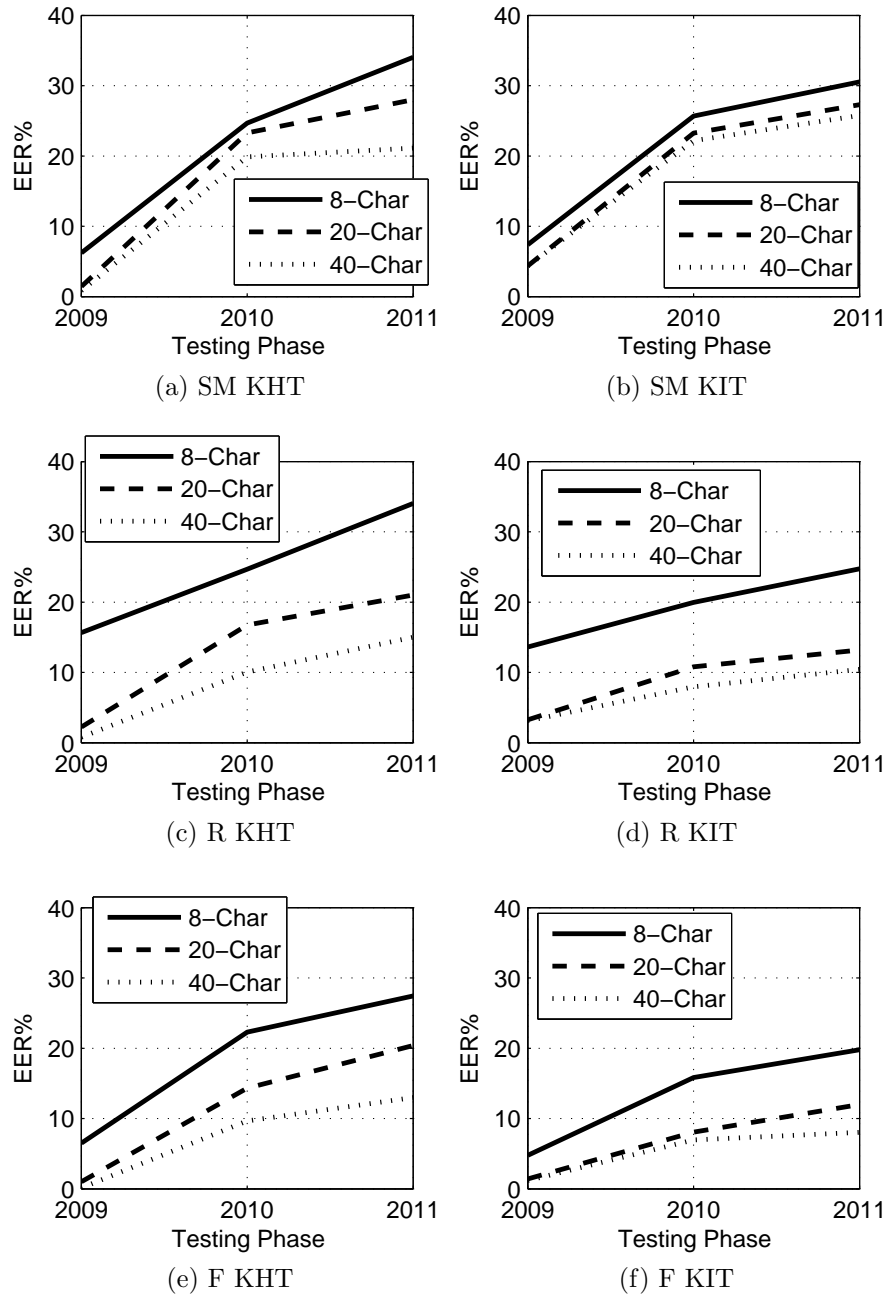 40
30
20
10
0
EER%
8−Char
20−Char
40−Char
2009
2010
2011
Testing Phase
(a) SM KHT
40
30
20
10
0
EER%
8−Char
20−Char
40−Char
2009
2010
2011
Testing Phase
(b) SM KIT
40
30
20
10
0
EER%
8−Char
20−Char
40−Char
2009
2010
2011
Testing Phase
(c) R KHT
40
30
20
10
0
EER%
8−Char
20−Char
40−Char
2009
2010
2011
Testing Phase
(d) R KIT
40
30
20
10
0
EER%
8−Char
20−Char
40−Char
2009
2010
2011
Testing Phase
(e) F KHT
40
30
20
10
0
EER%
8−Char
20−Char
40−Char
2009
2010
2011
Testing Phase
(f) F KIT